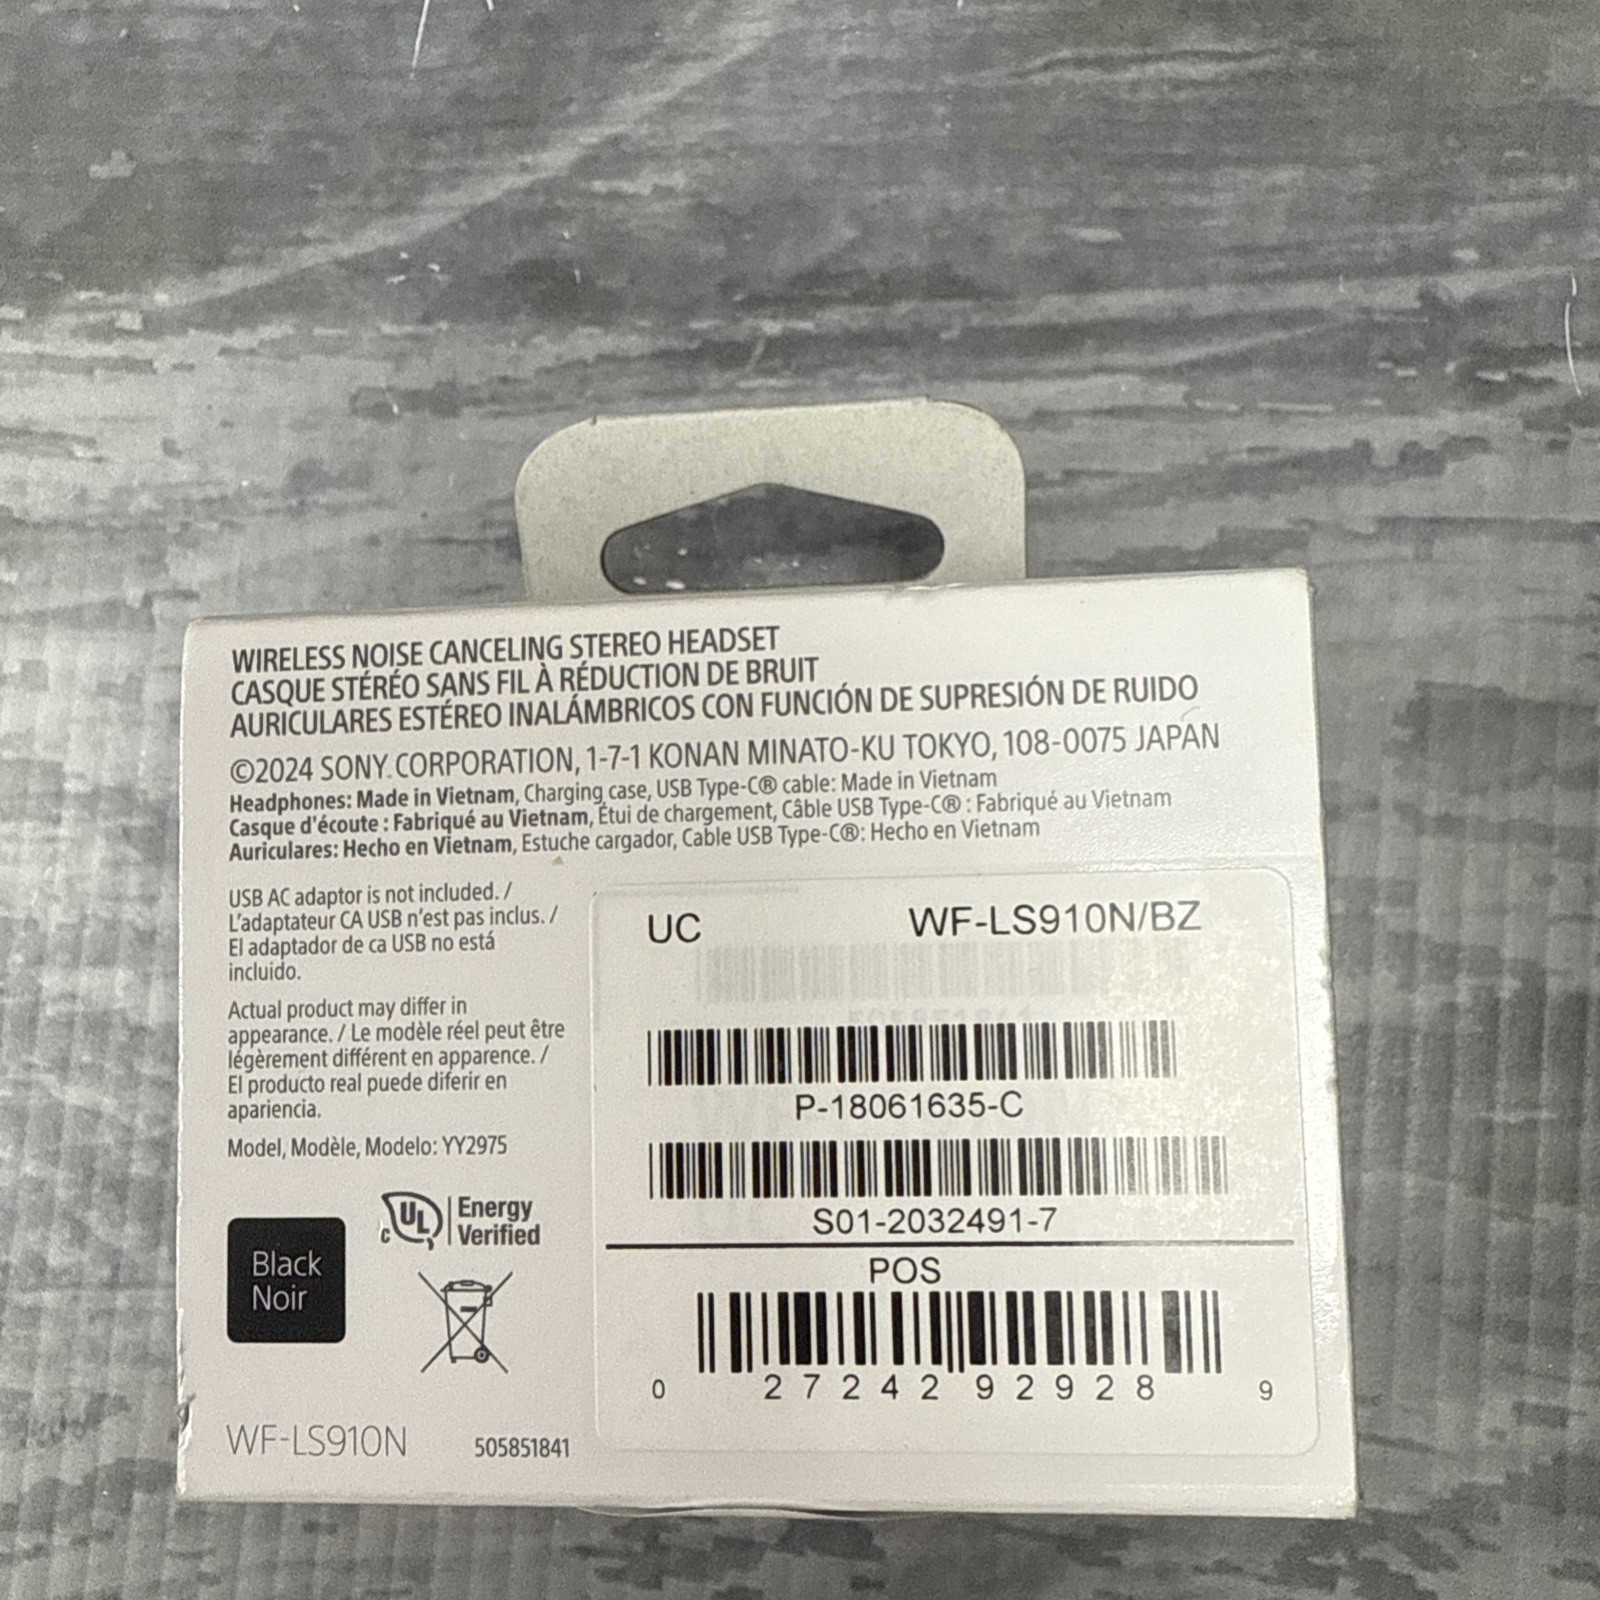 WIRELESS NOISE CANCELING STEREO HEADSET
CASQUE STÉRÉO SANS FIL À RÉDUCTION DE BRUIT
AURICULARES ESTÉREO INALÁMBRICOS CON FUNCIÓN DE SUPRESIÓN DE RUIDO
©2024 SONY CORPORATION, 1-7-1 KONAN MINATO-KU TOKYO, 108-0075 JAPAN
Headphones: Made in Vietnam, Charging case, USB Type-C® cable: Made in Vietnam
Casque d'écoute : Fabriqué au Vietnam, Étui de chargement, Câble USB Type-C® : Fabriqué au Vietnam
Auriculares: Hecho en Vietnam, Estuche cargador, Cable USB Type-C®: Hecho en Vietnam
USB AC adaptor is not included. /
L'adaptateur CA USB n'est pas inclus. /
El adaptador de ca USB no está
incluido.
Actual product may differ in
appearance. / Le modèle réel peut être
légèrement différent en apparence. /
El producto real puede diferir en
apariencia.
Model, Modèle, Modelo: YY2975
c UL Energy
Verified
Black
Noir
WF-LS910N
505851841
UC WF-LS910N/BZ
P-18061635-C
S01-2032491-7
POS
0 27242 92928 9